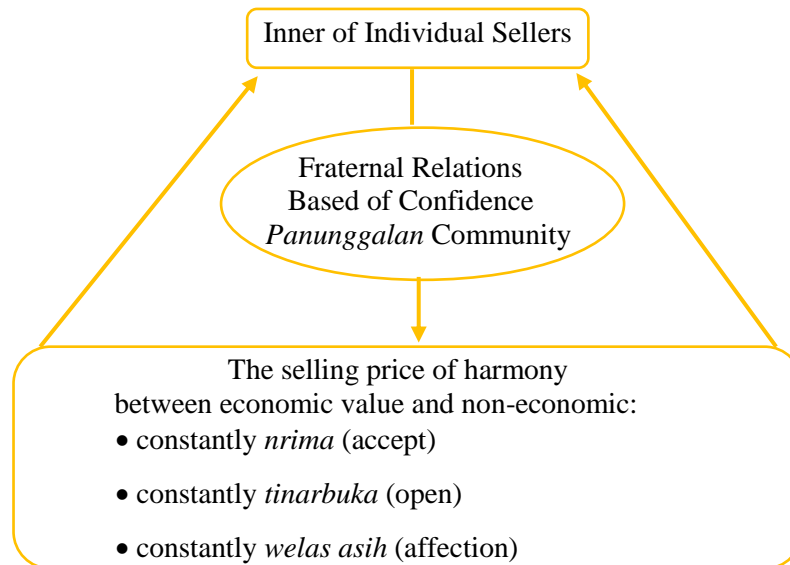 Inner of Individual Sellers
Fraternal Relations
Based of Confidence
Panunggalan Community
The selling price of harmony
between economic value and non-economic:
• constantly nrima (accept)
• constantly tinarbuka (open)
• constantly welas asih (affection)